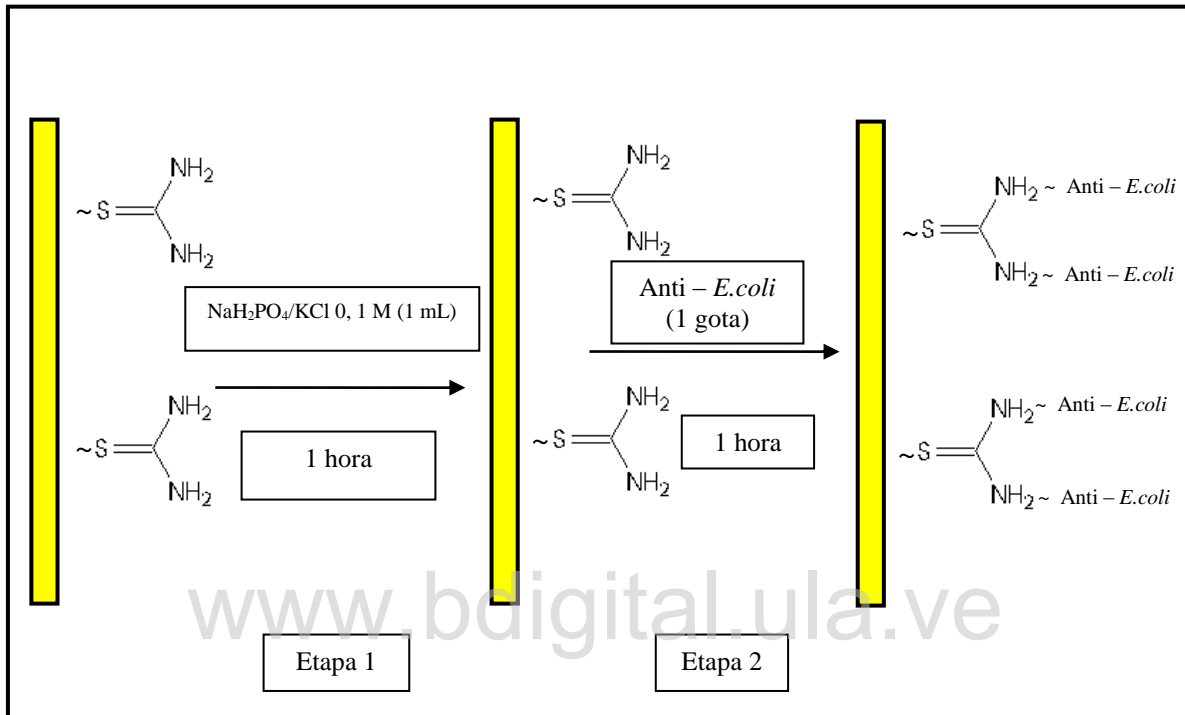 NH₂
~S
NH₂
NaH₂PO₄/KCl 0, 1 M (1 mL)
~S
NH₂
NH₂
1 hora
Etapa 1
NH₂
~S
NH₂
Anti – E.coli
(1 gota)
~S
NH₂
NH₂
1 hora
Etapa 2
NH₂ ~ Anti – E.coli
~S
NH₂ ~ Anti – E.coli
NH₂ ~ Anti – E.coli
~S
NH₂ ~ Anti – E.coli
www.bdigital.ula.ve